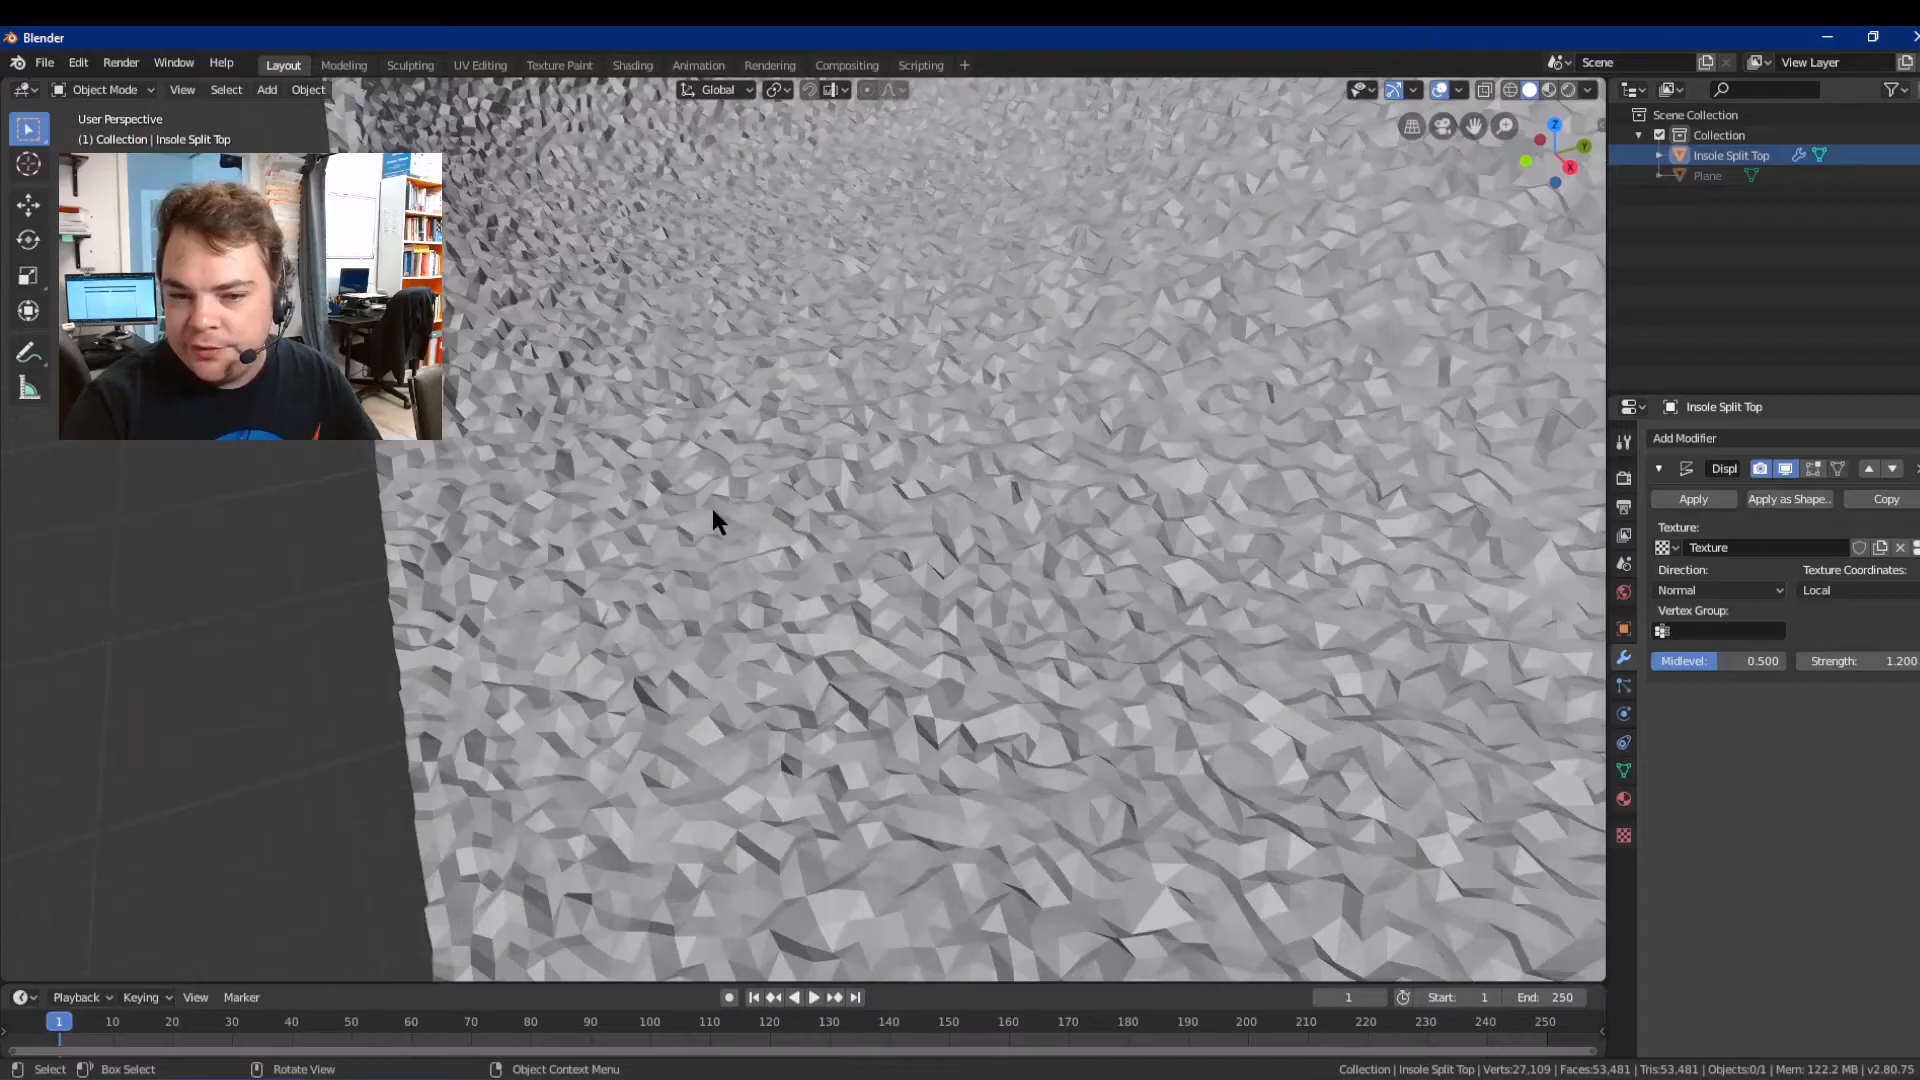 Blender
File Edit Render Window Help Layout Modeling Sculpting UV Editing Texture Paint Shading Animation Rendering Compositing Scripting + Scene View Layer
Object Mode View Select Add Object Global
User Perspective
(1) Collection | Insole Split Top
Z
Y
X
Scene Collection
Collection
Insole Split Top
Plane
Insole Split Top
Add Modifier
Displ
Apply Apply as Shape.. Copy
Texture:
Texture
Direction: Texture Coordinates:
Normal Local
Vertex Group:
Midlevel: 0.500 Strength: 1.200
Playback Keying View Marker 1 Start: 1 End: 250
1 10 20 30 40 50 60 70 80 90 100 110 120 130 140 150 160 170 180 190 200 210 220 230 240 250
Select Box Select Rotate View Object Context Menu Collection | Insole Split Top | Verts:27,109 | Faces:53,481 | Tris:53,481 | Objects:0/1 | Mem: 122.2 MB | v2.80.75